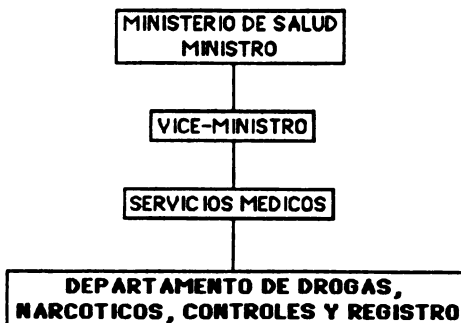 MINISTERIO DE SALUD
MINISTRO
VICE-MINISTRO
SERVICIOS MEDICOS
DEPARTAMENTO DE DROGAS,
NARCOTICOS, CONTROLES Y REGISTRO